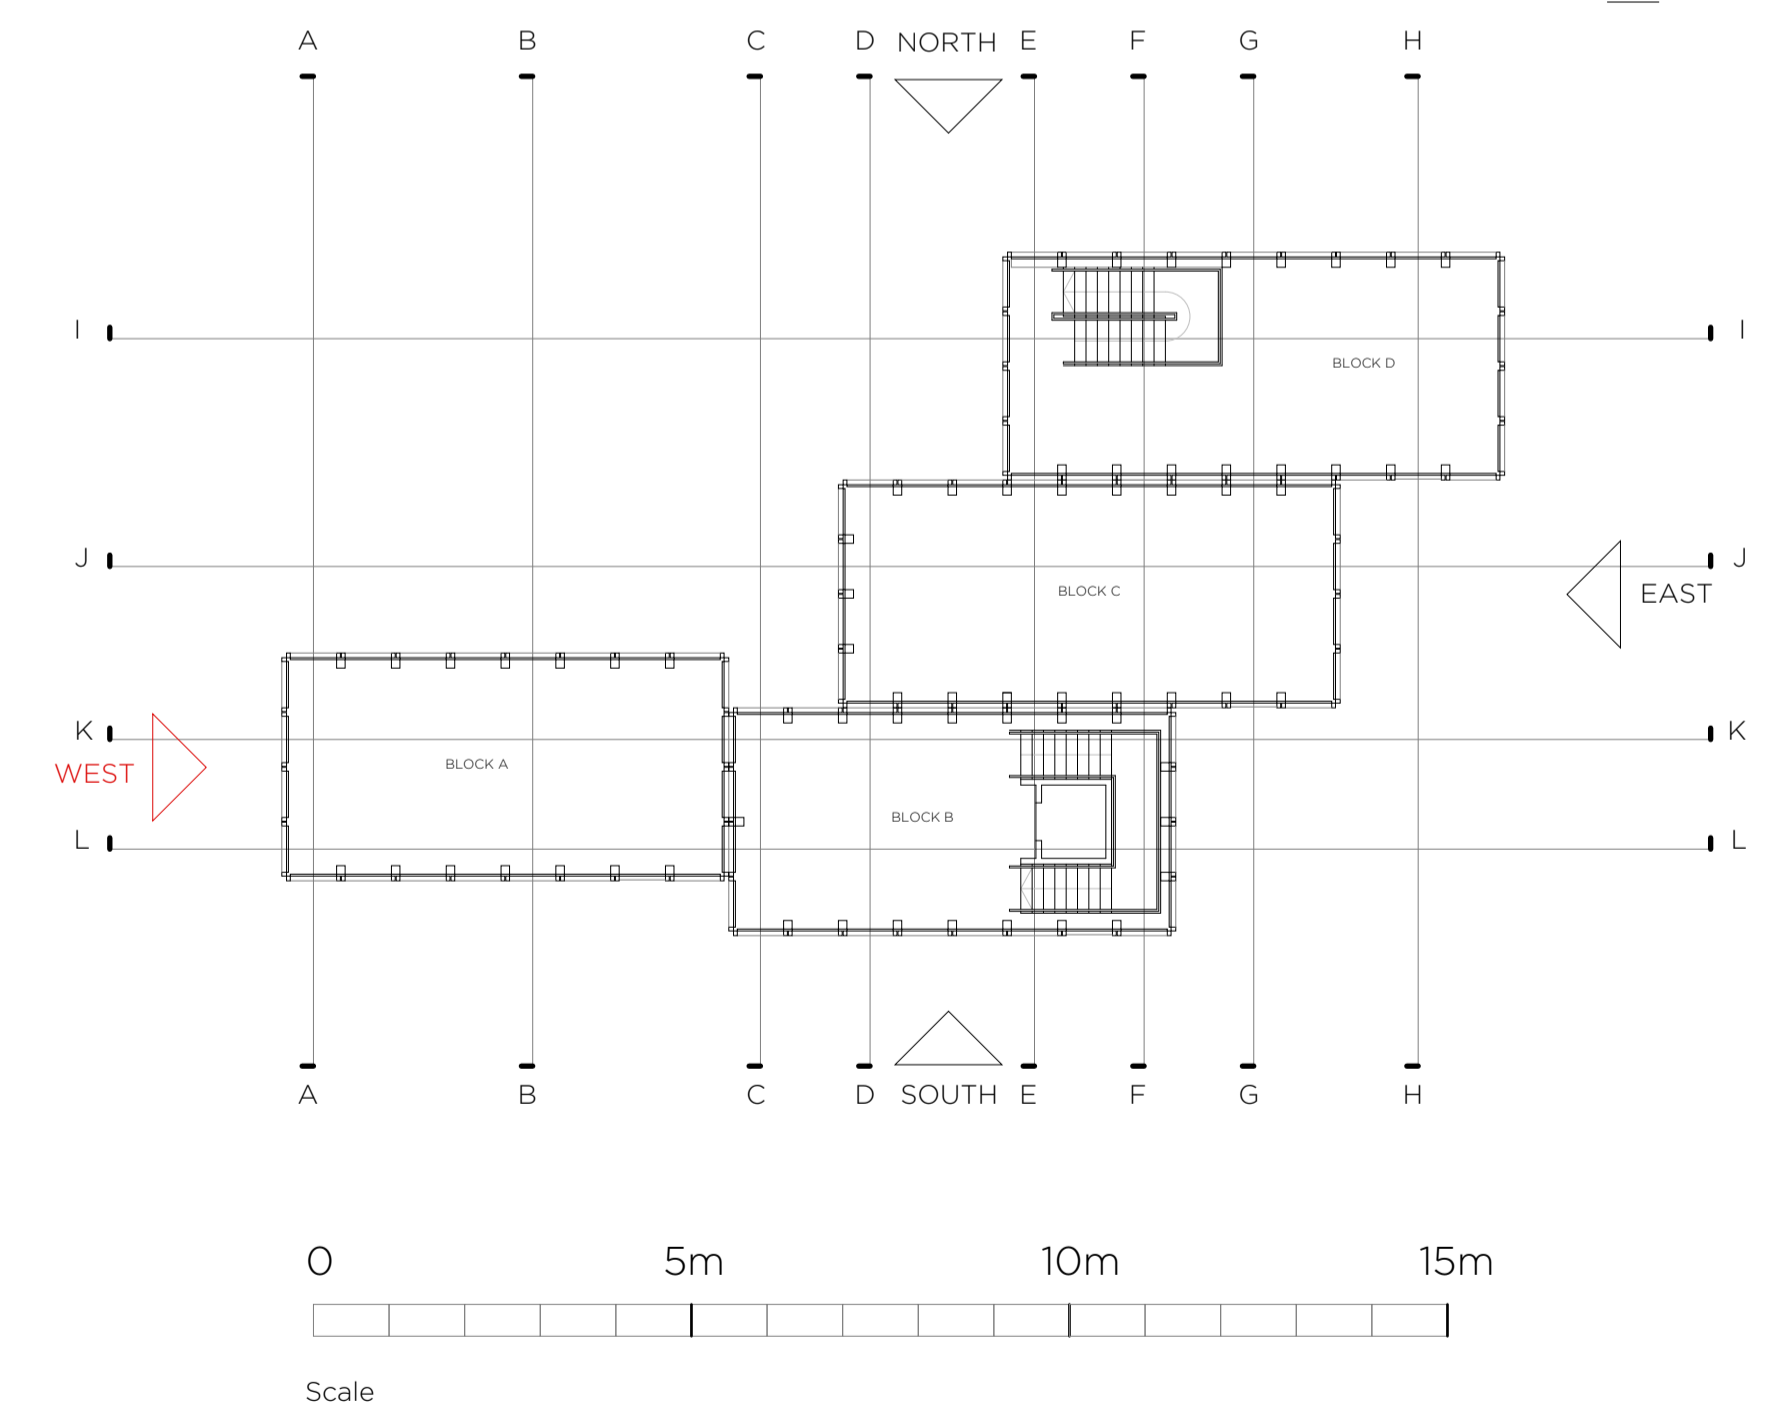 A B C D NORTH E F G H
I I
BLOCK D
J J
BLOCK C
EAST
K K
WEST
BLOCK A
BLOCK B
L L
A B C D SOUTH E F G H
0 5m 10m 15m
Scale